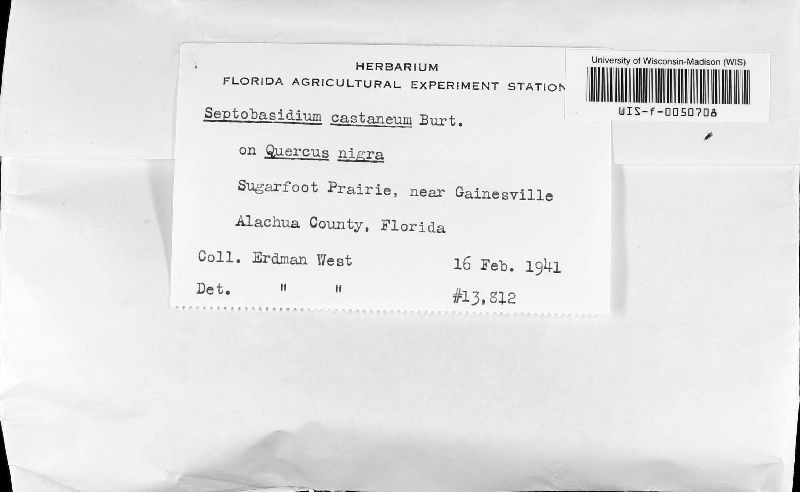 HERBARIUM
FLORIDA AGRICULTURAL EXPERIMENT STATION
University of Wisconsin-Madison (WIS)
WIS-f-0050708
Septobasidium castaneum Burt.
on Quercus nigra
Sugarfoot Prairie, near Gainesville
Alachua County, Florida
Coll. Erdman West 16 Feb. 1941
Det. " " #13,812